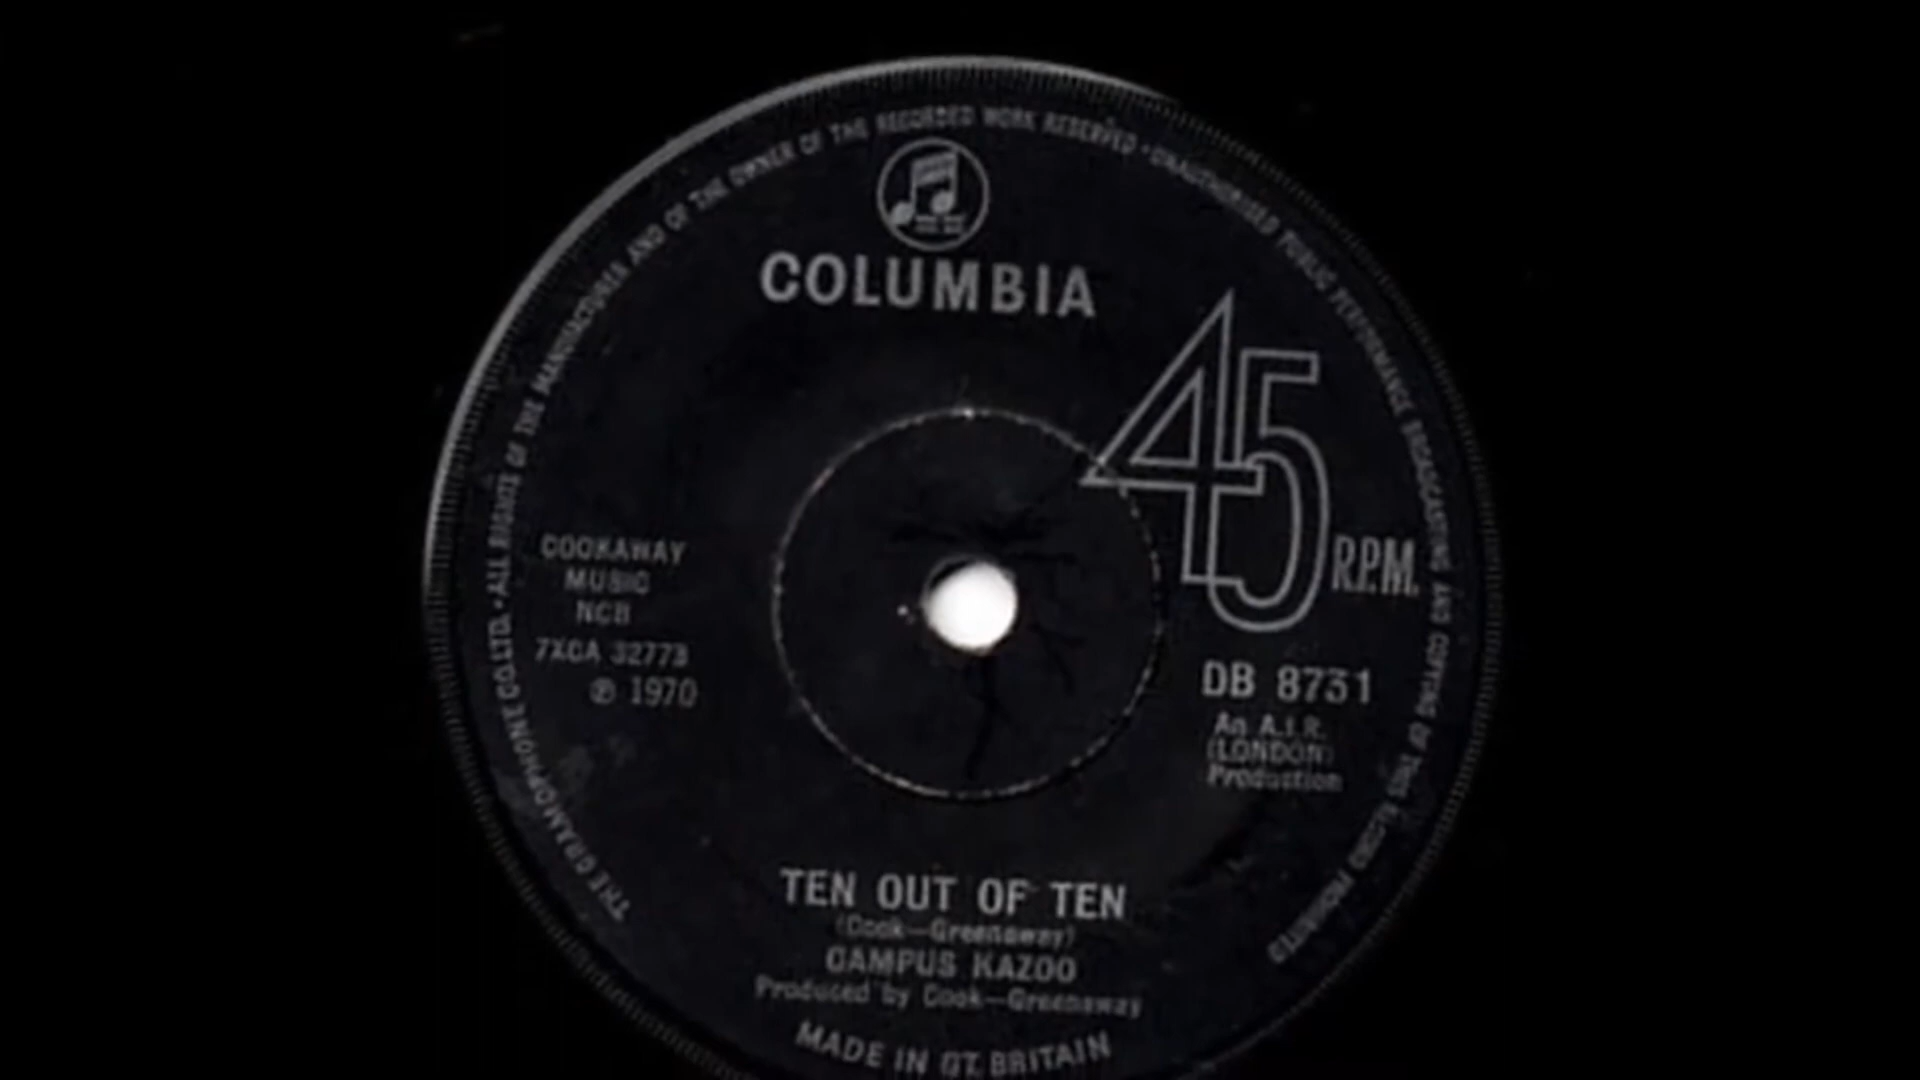 THE GRAMOPHONE CO. LTD. • ALL RIGHTS OF THE MANUFACTURER AND OF THE OWNER OF THE RECORDED WORK RESERVED • UNAUTHORISED PUBLIC PERFORMANCE BROADCASTING AND COPYING OF THIS RECORD PROHIBITED
COLUMBIA
45 R.P.M.
COOKAWAY
MUSIC
NCB
7XCA 32773
℗ 1970
DB 8731
An A.I.R.
(LONDON)
Production
TEN OUT OF TEN
(Cook—Greenaway)
CAMPUS KAZOO
Produced by Cook—Greenaway
MADE IN GT. BRITAIN